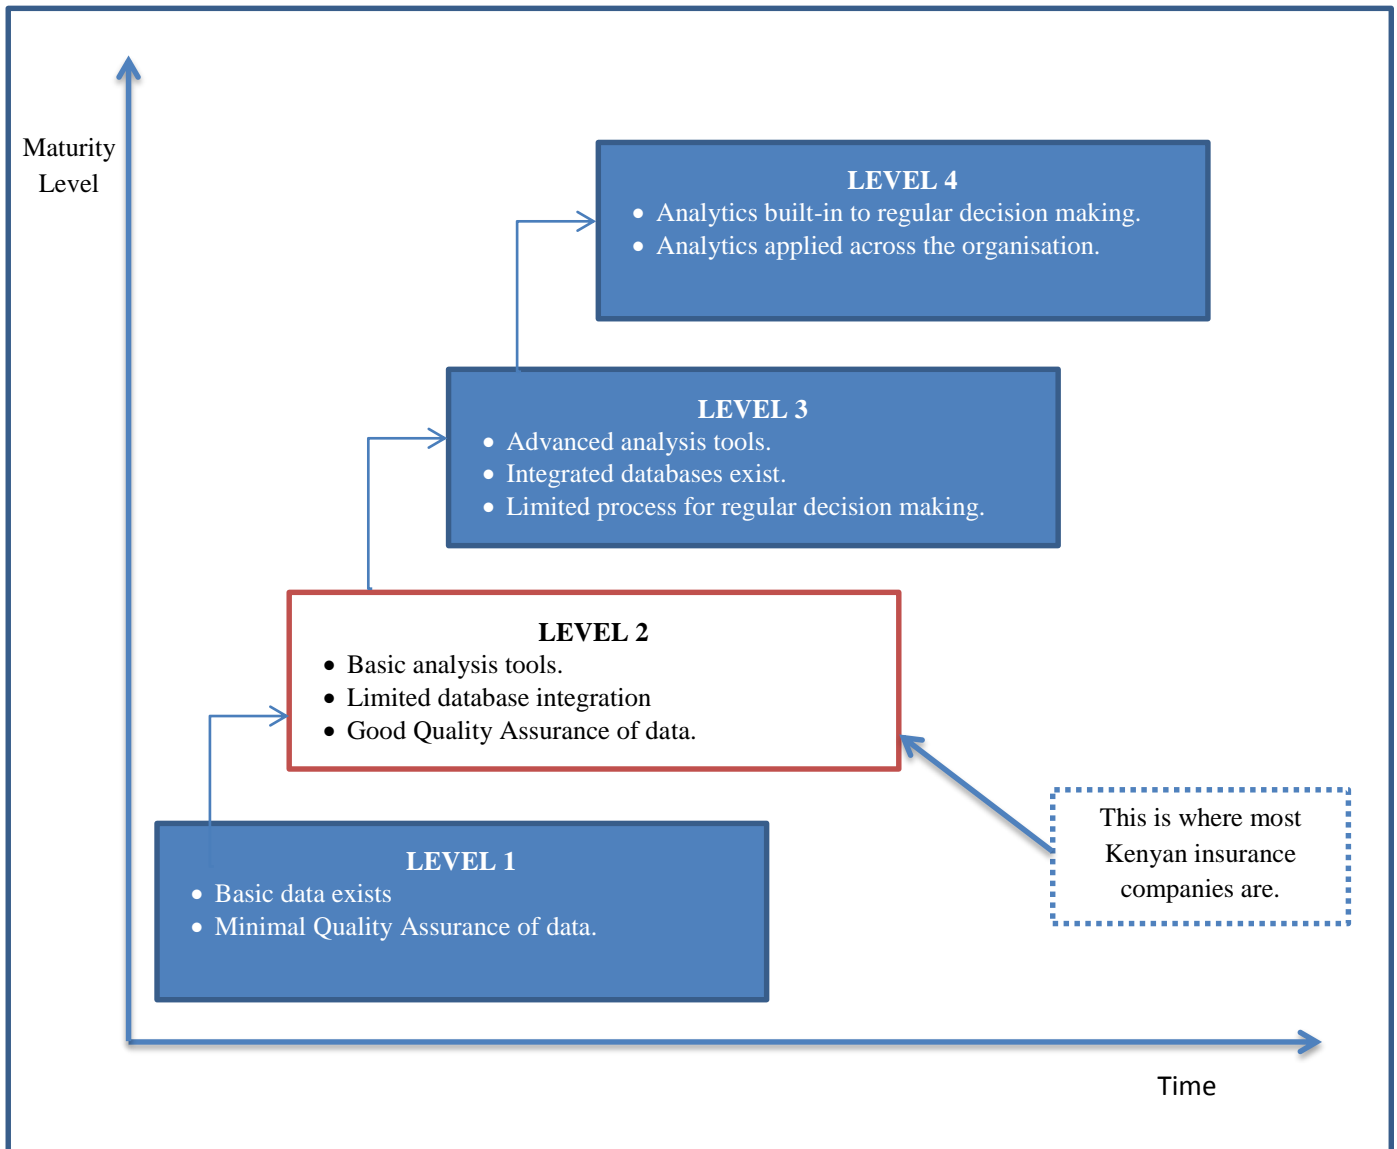 Maturity
Level
LEVEL 4
• Analytics built-in to regular decision making.
• Analytics applied across the organisation.
LEVEL 3
• Advanced analysis tools.
• Integrated databases exist.
• Limited process for regular decision making.
LEVEL 2
• Basic analysis tools.
• Limited database integration
• Good Quality Assurance of data.
This is where most
Kenyan insurance
companies are.
LEVEL 1
• Basic data exists
• Minimal Quality Assurance of data.
Time